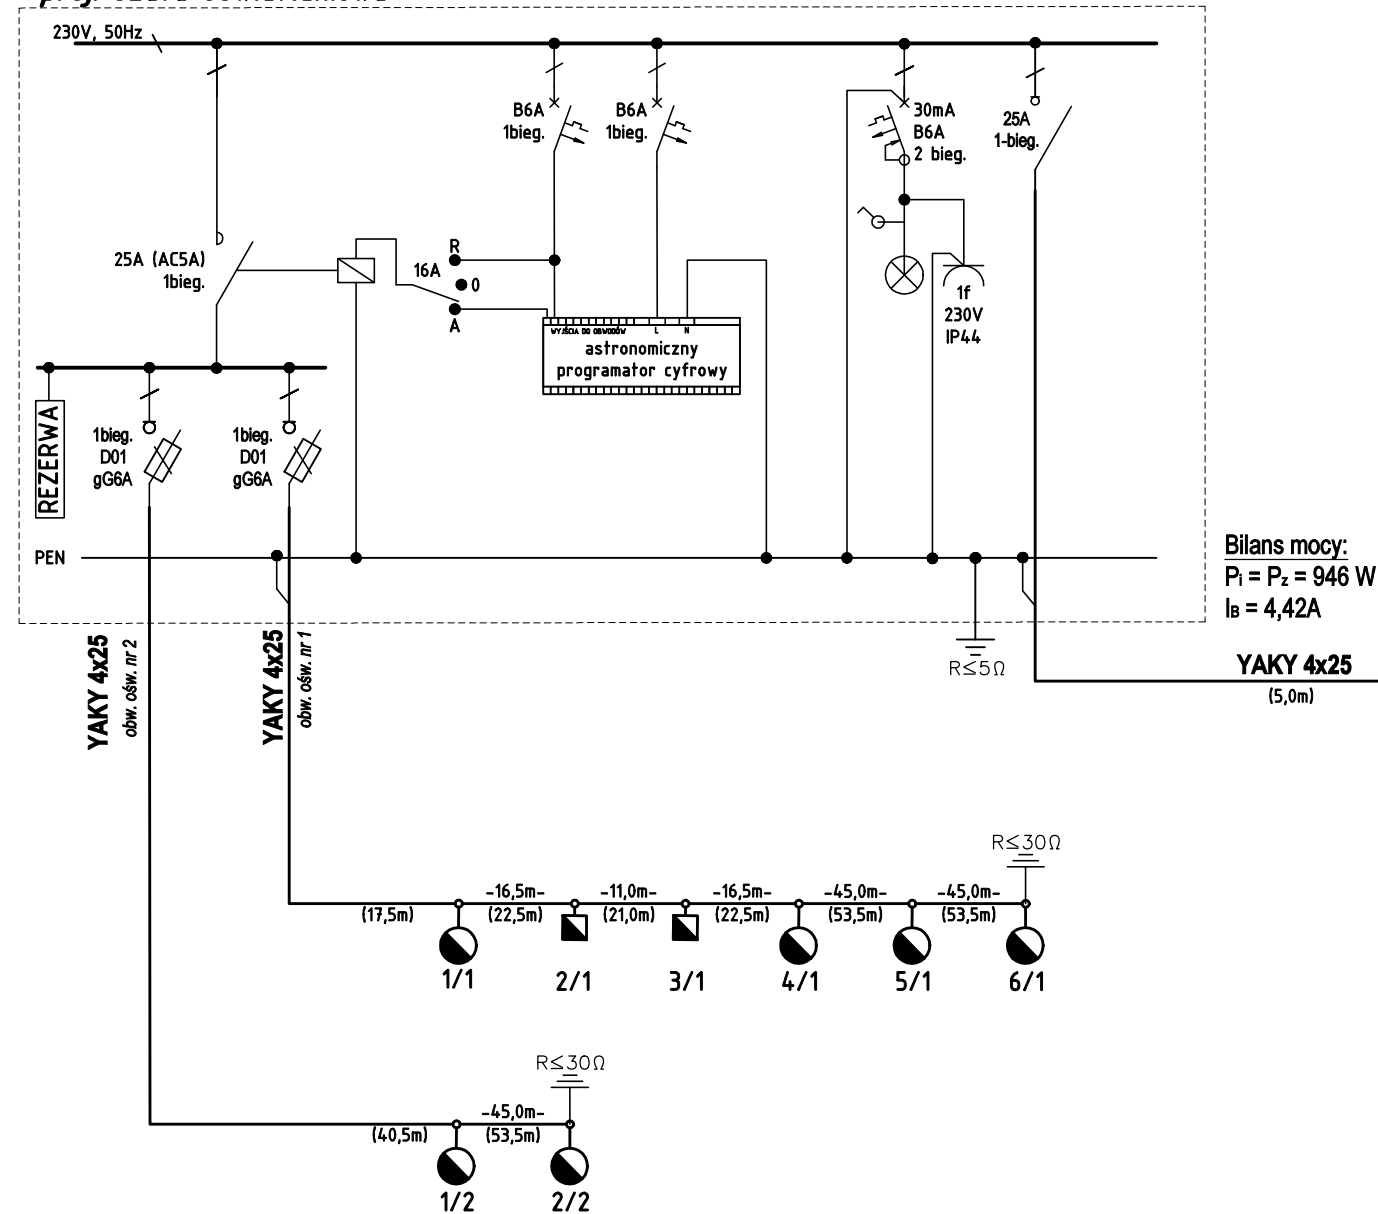 230V, 50Hz
B6A
1bieg.
B6A
1bieg.
30mA
B6A
2 bieg.
25A
1-bieg.
25A (AC5A)
1bieg.
16A
R
0
A
WYJŚCIA DO OBWODÓW L N
astronomiczny
programator cyfrowy
1f
230V
IP44
REZERWA
1bieg.
D01
gG6A
1bieg.
D01
gG6A
PEN
Bilans mocy:
Pi = Pz = 946 W
IB = 4,42A
R≤5Ω
YAKY 4x25
(5,0m)
YAKY 4x25
obw. ośw. nr 2
YAKY 4x25
obw. ośw. nr 1
R≤30Ω
-16,5m- -11,0m- -16,5m- -45,0m- -45,0m-
(17,5m) (22,5m) (21,0m) (22,5m) (53,5m) (53,5m)
1/1 2/1 3/1 4/1 5/1 6/1
R≤30Ω
-45,0m-
(40,5m) (53,5m)
1/2 2/2